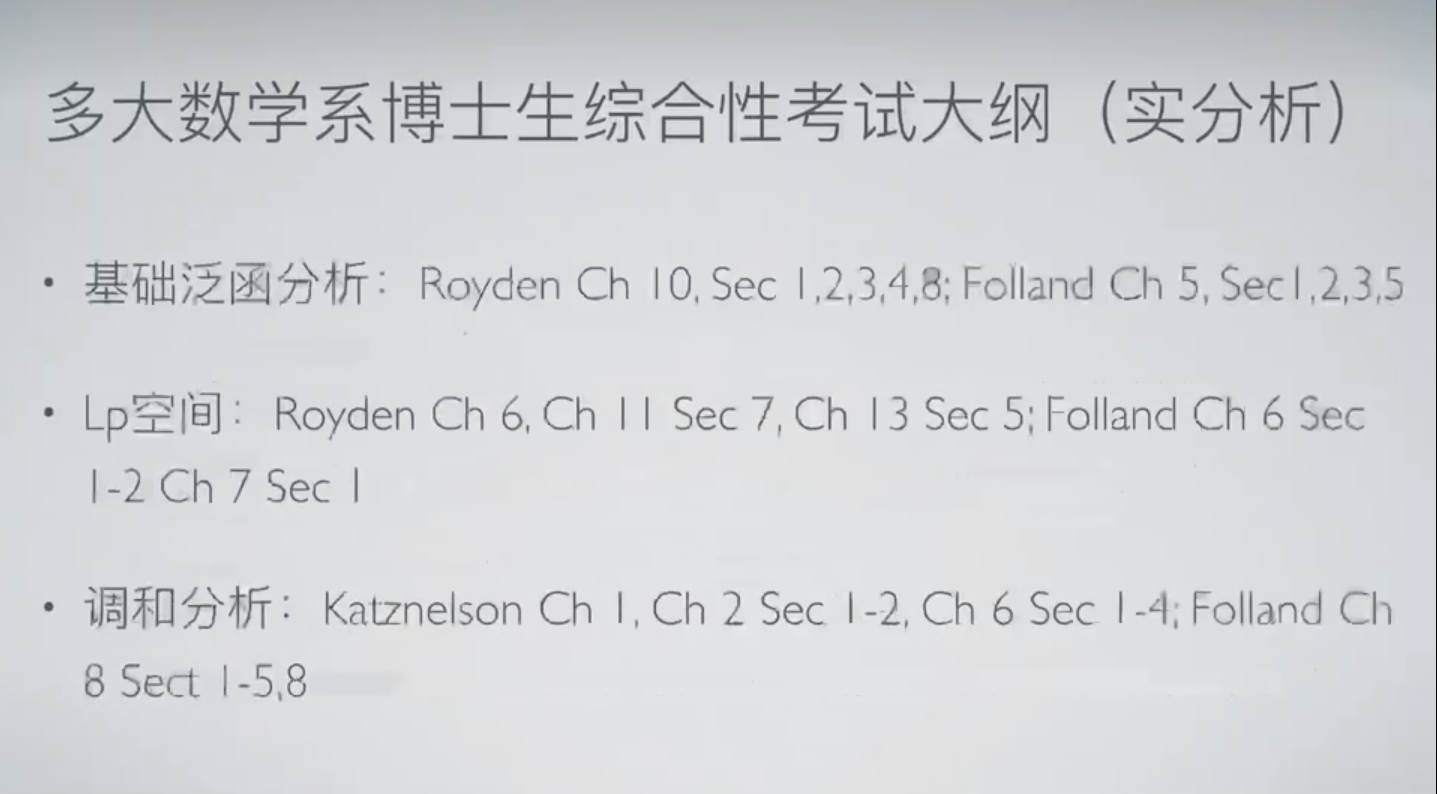 多大数学系博士生综合性考试大纲（实分析）
• 基础泛函分析：Royden Ch 10, Sec 1,2,3,4,8; Folland Ch 5, Sec1,2,3,5
• Lp空间：Royden Ch 6, Ch 11 Sec 7, Ch 13 Sec 5; Folland Ch 6 Sec
1-2 Ch 7 Sec 1
• 调和分析：Katznelson Ch 1, Ch 2 Sec 1-2, Ch 6 Sec 1-4; Folland Ch
8 Sect 1-5,8